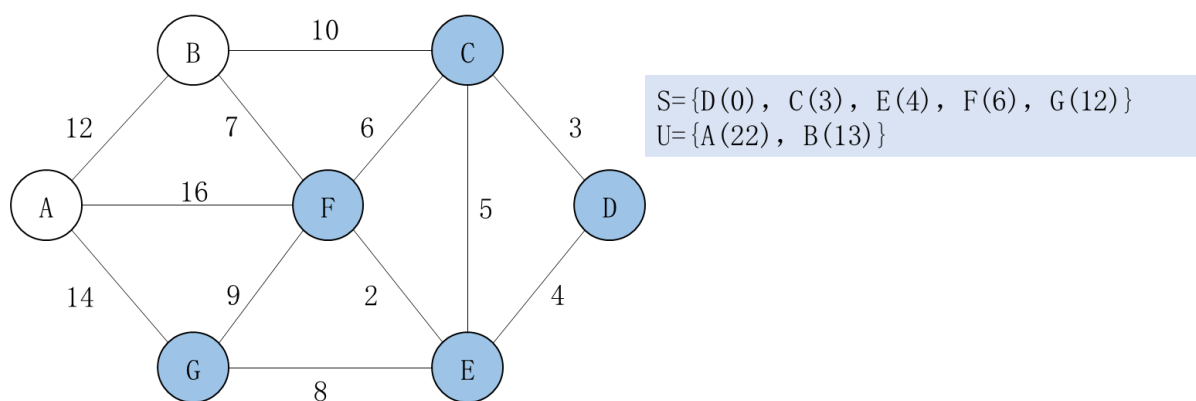 10
B
C
S={D(0), C(3), E(4), F(6), G(12)}
U={A(22), B(13)}
12
7
6
3
16
A
F
5
D
14
9
2
4
G
E
8